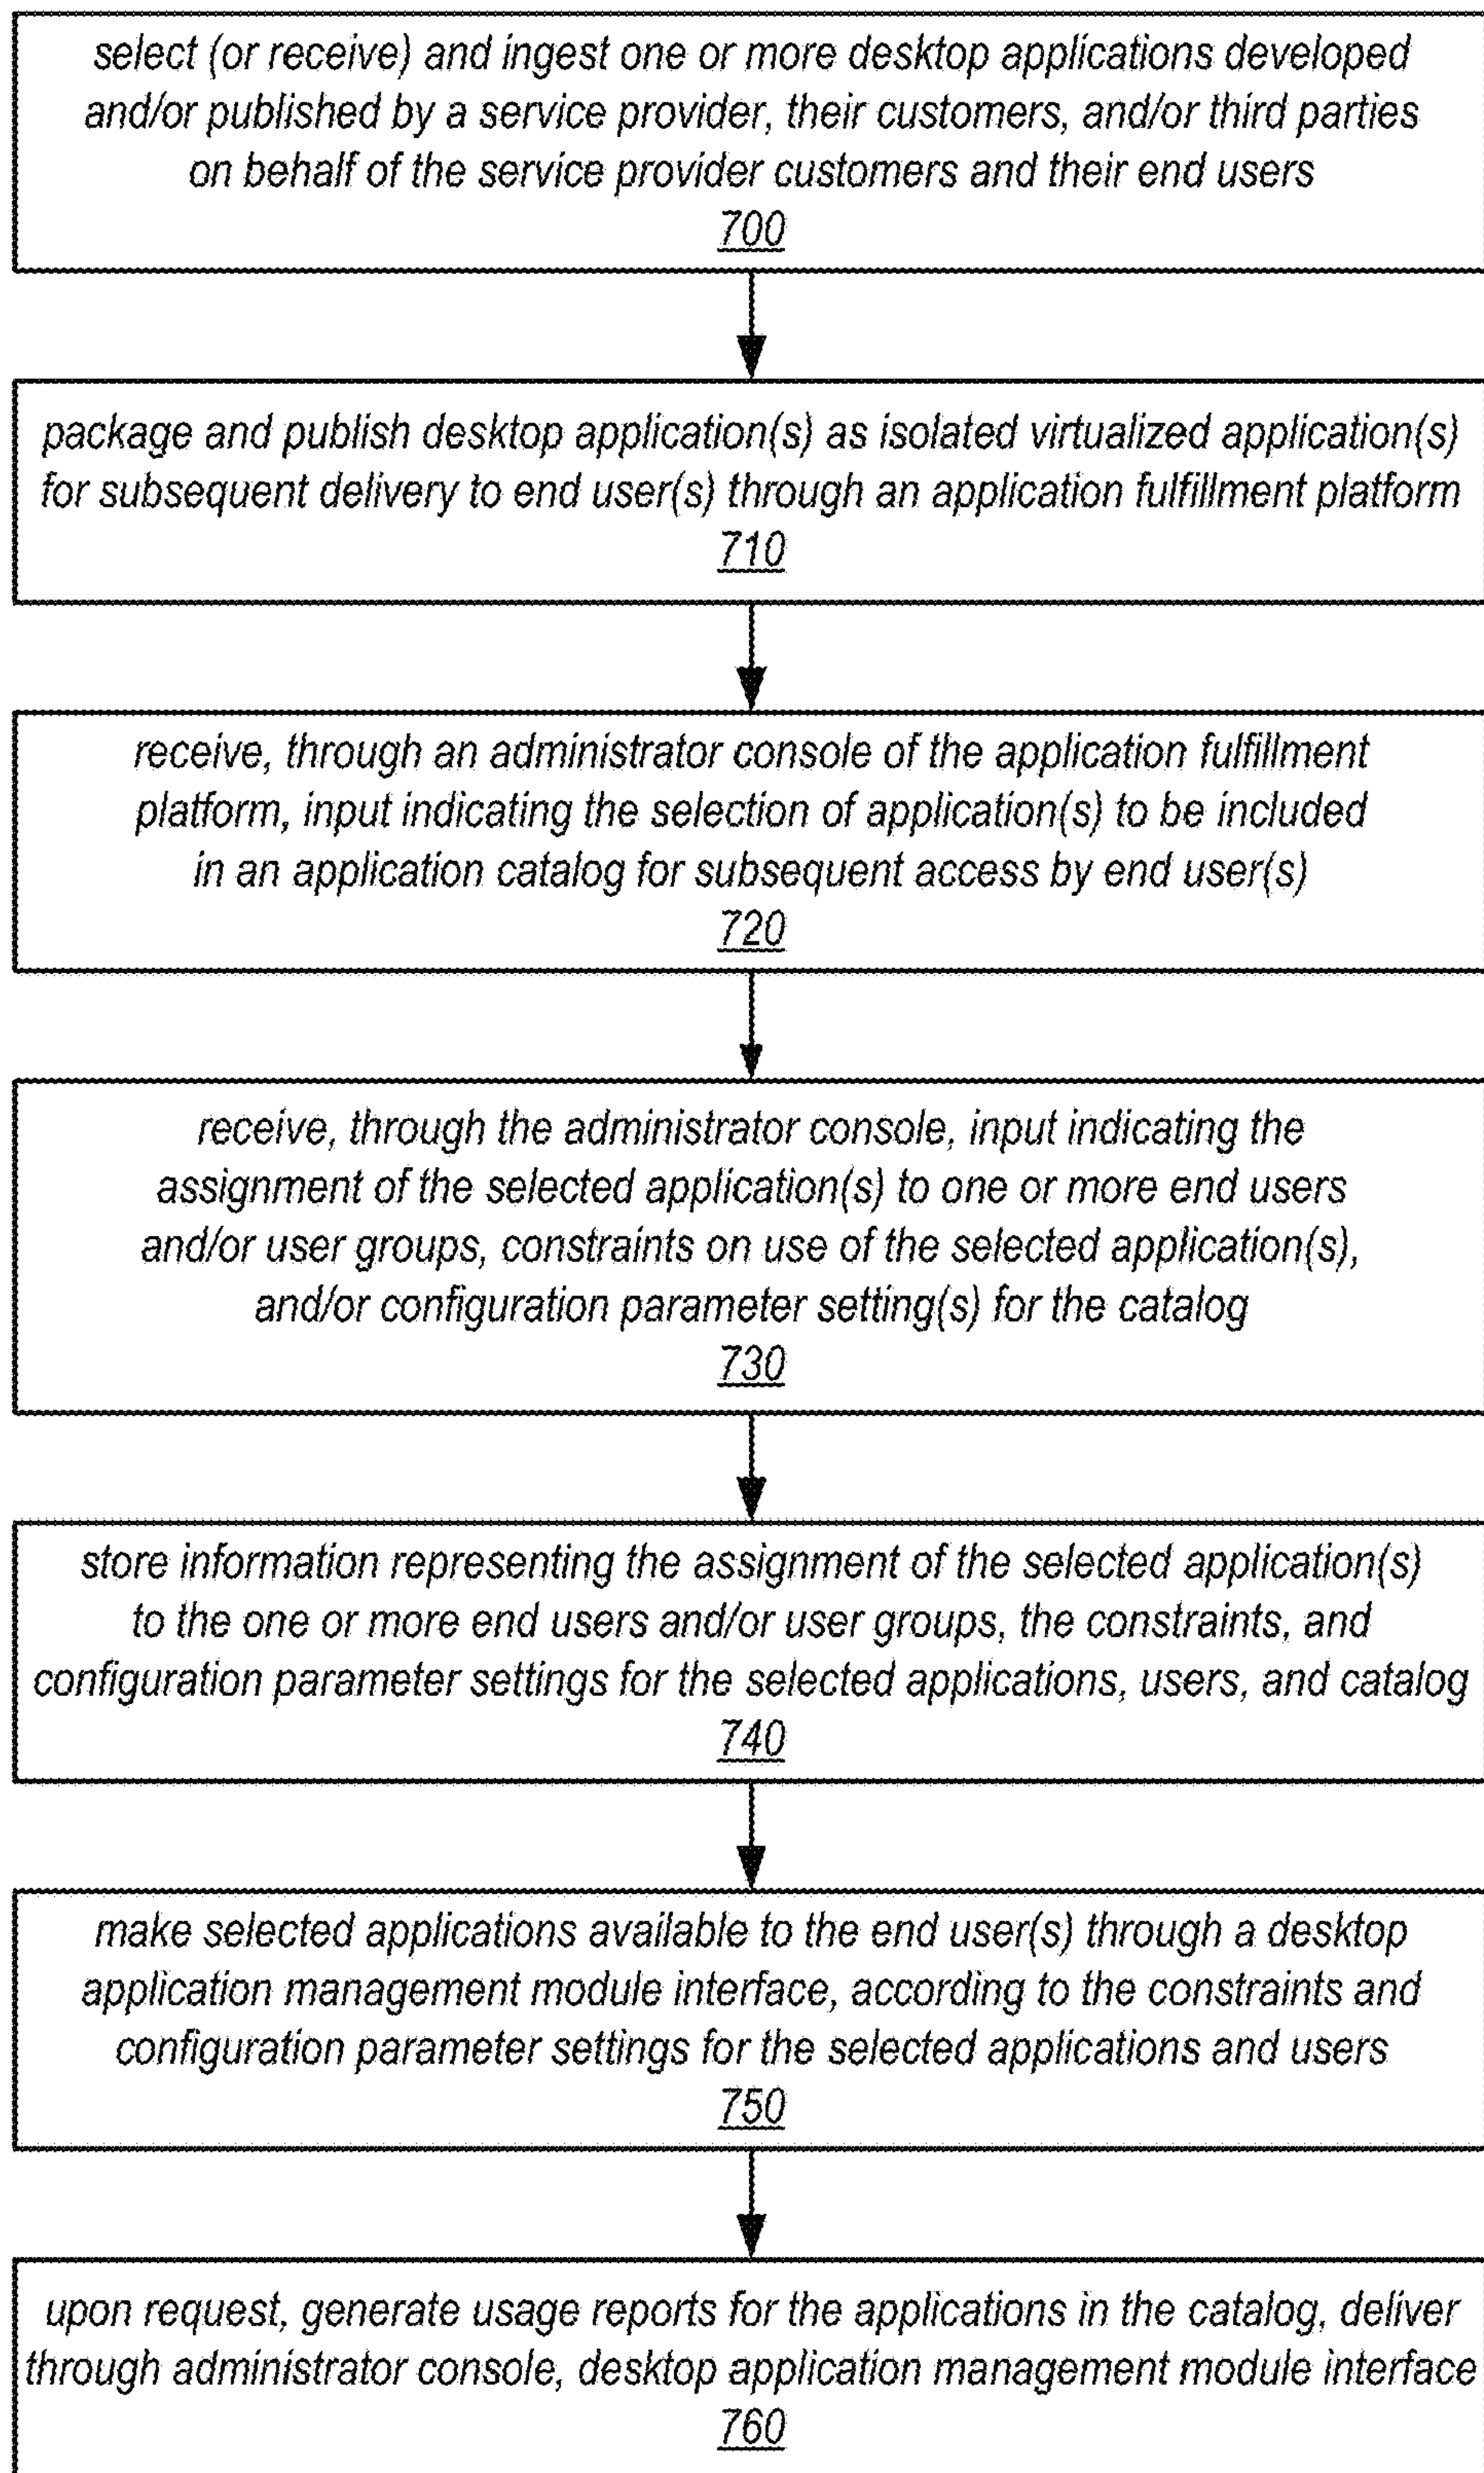 select (or receive) and ingest one or more desktop applications developed
and/or published by a service provider, their customers, and/or third parties
on behalf of the service provider customers and their end users
700
package and publish desktop application(s) as isolated virtualized application(s)
for subsequent delivery to end user(s) through an application fulfillment platform
710
receive, through an administrator console of the application fulfillment
platform, input indicating the selection of application(s) to be included
in an application catalog for subsequent access by end user(s)
720
receive, through the administrator console, input indicating the
assignment of the selected application(s) to one or more end users
and/or user groups, constraints on use of the selected application(s),
and/or configuration parameter setting(s) for the catalog
730
store information representing the assignment of the selected application(s)
to the one or more end users and/or user groups, the constraints, and
configuration parameter settings for the selected applications, users, and catalog
740
make selected applications available to the end user(s) through a desktop
application management module interface, according to the constraints and
configuration parameter settings for the selected applications and users
750
upon request, generate usage reports for the applications in the catalog, deliver
through administrator console, desktop application management module interface
760